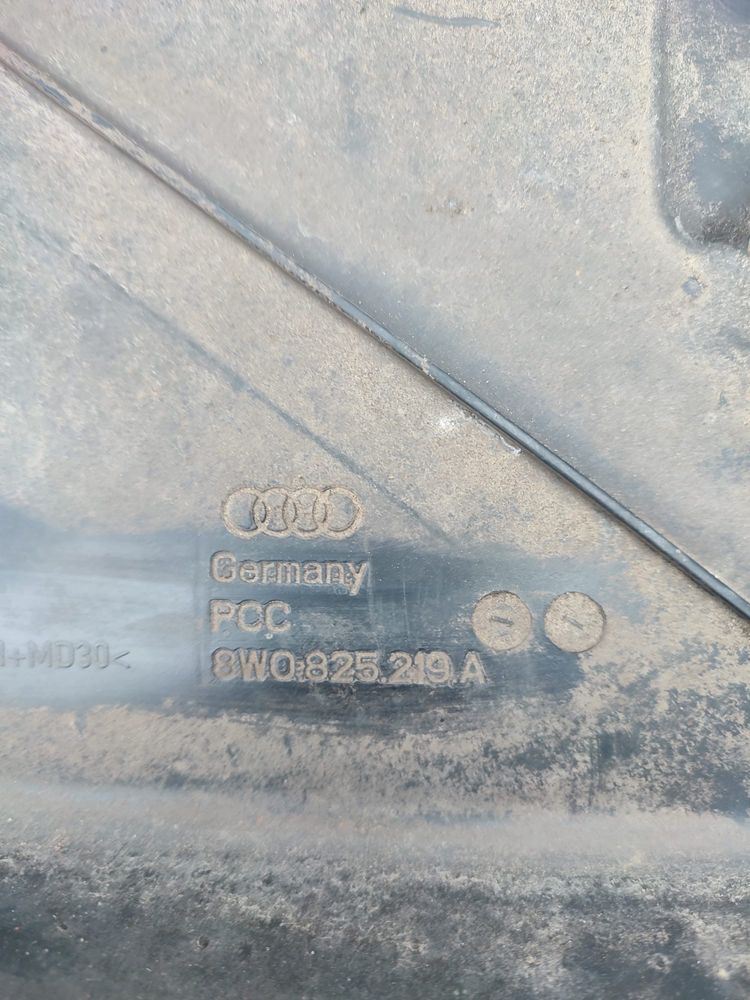 Germany
PCC
+MD30<
8W0.825.219.A